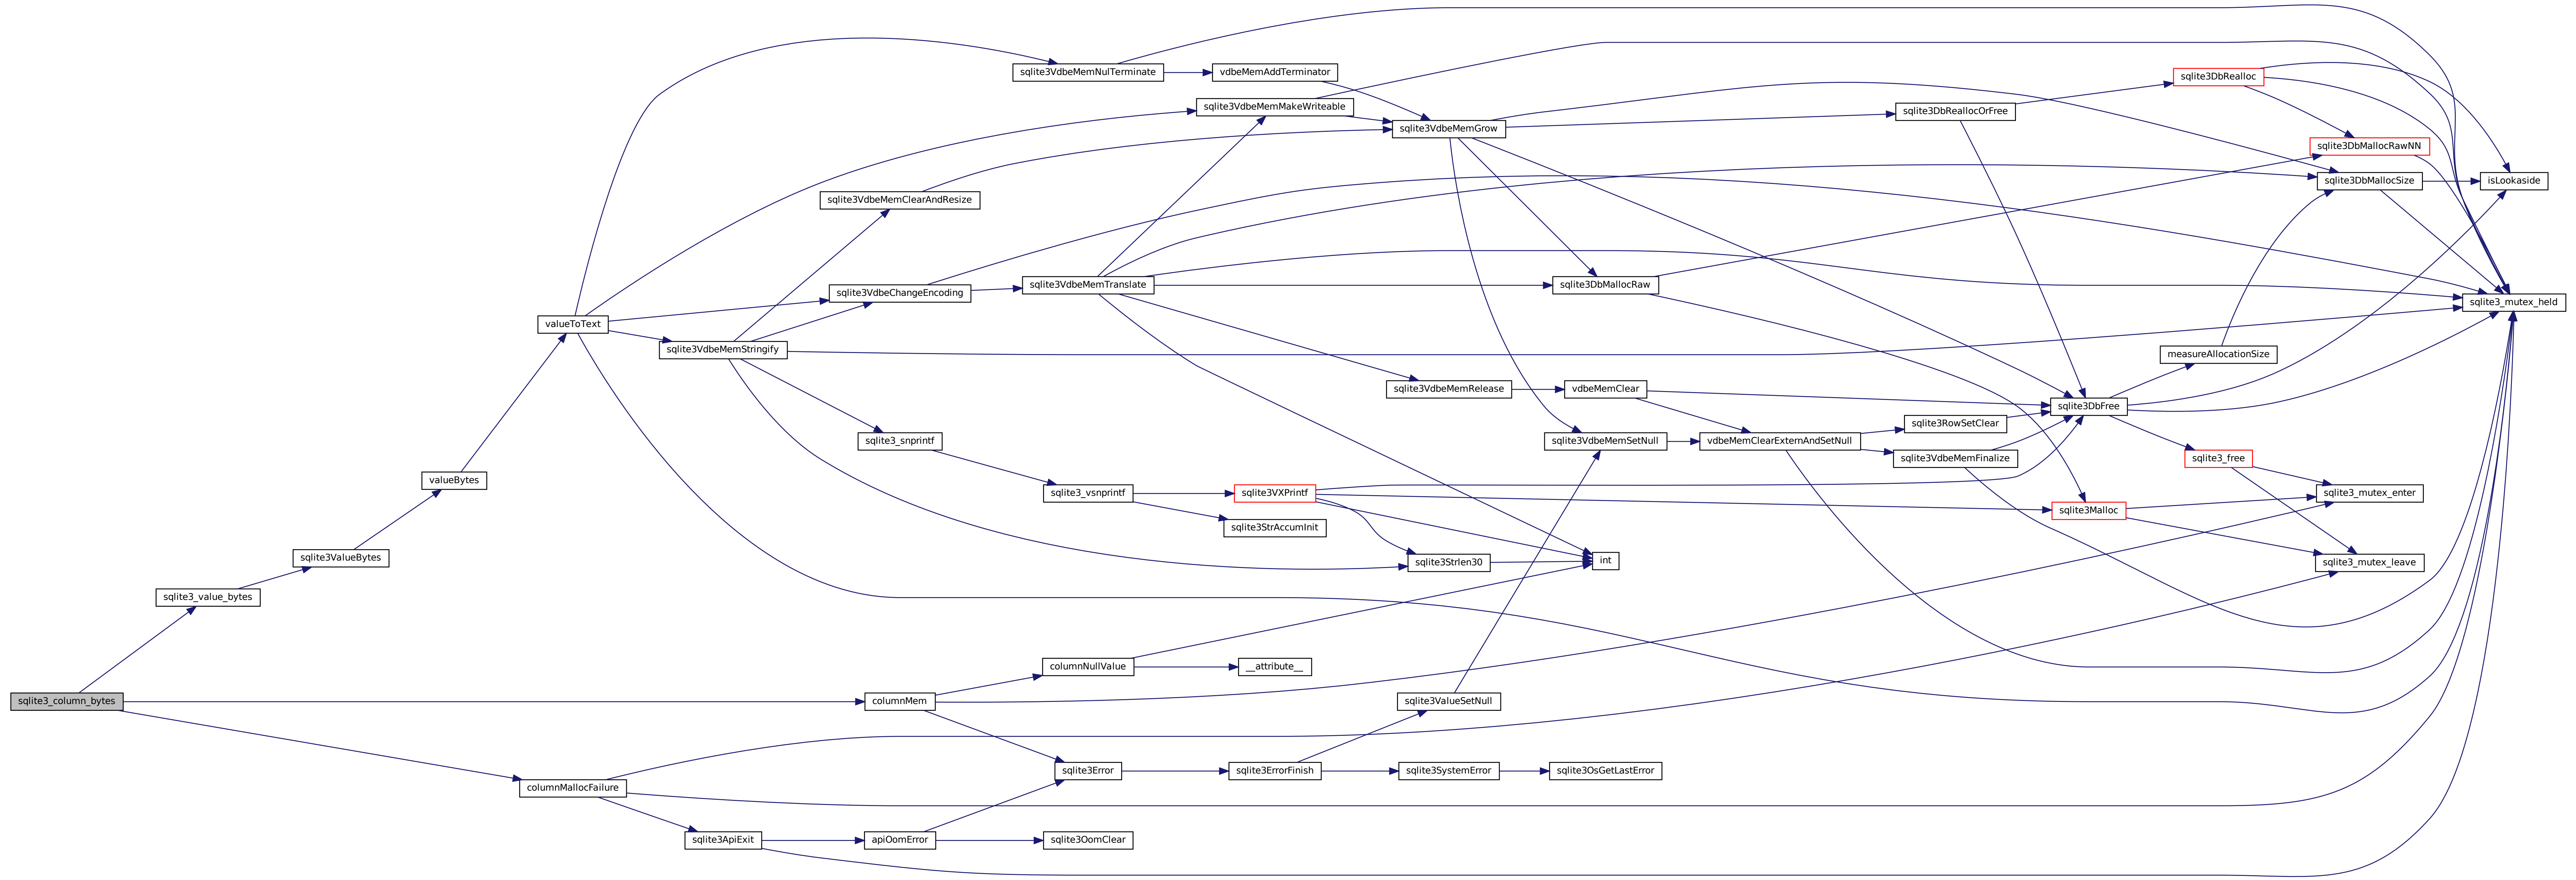 sqlite3_column_bytes
sqlite3_value_bytes
sqlite3ValueBytes
valueBytes
valueToText
sqlite3VdbeMemNulTerminate
vdbeMemAddTerminator
sqlite3VdbeMemMakeWriteable
sqlite3VdbeMemGrow
sqlite3DbReallocOrFree
sqlite3DbRealloc
sqlite3DbMallocRawNN
sqlite3DbMallocSize
isLookaside
sqlite3VdbeMemClearAndResize
sqlite3VdbeChangeEncoding
sqlite3VdbeMemTranslate
sqlite3DbMallocRaw
sqlite3_mutex_held
sqlite3VdbeMemStringify
measureAllocationSize
sqlite3VdbeMemRelease
vdbeMemClear
sqlite3DbFree
sqlite3RowSetClear
sqlite3_snprintf
sqlite3VdbeMemSetNull
vdbeMemClearExternAndSetNull
sqlite3VdbeMemFinalize
sqlite3_free
sqlite3_vsnprintf
sqlite3VXPrintf
sqlite3_mutex_enter
sqlite3Malloc
sqlite3StrAccumInit
sqlite3Strlen30
int
sqlite3_mutex_leave
columnNullValue
__attribute__
columnMem
sqlite3ValueSetNull
sqlite3Error
sqlite3ErrorFinish
sqlite3SystemError
sqlite3OsGetLastError
columnMallocFailure
sqlite3ApiExit
apiOomError
sqlite3OomClear